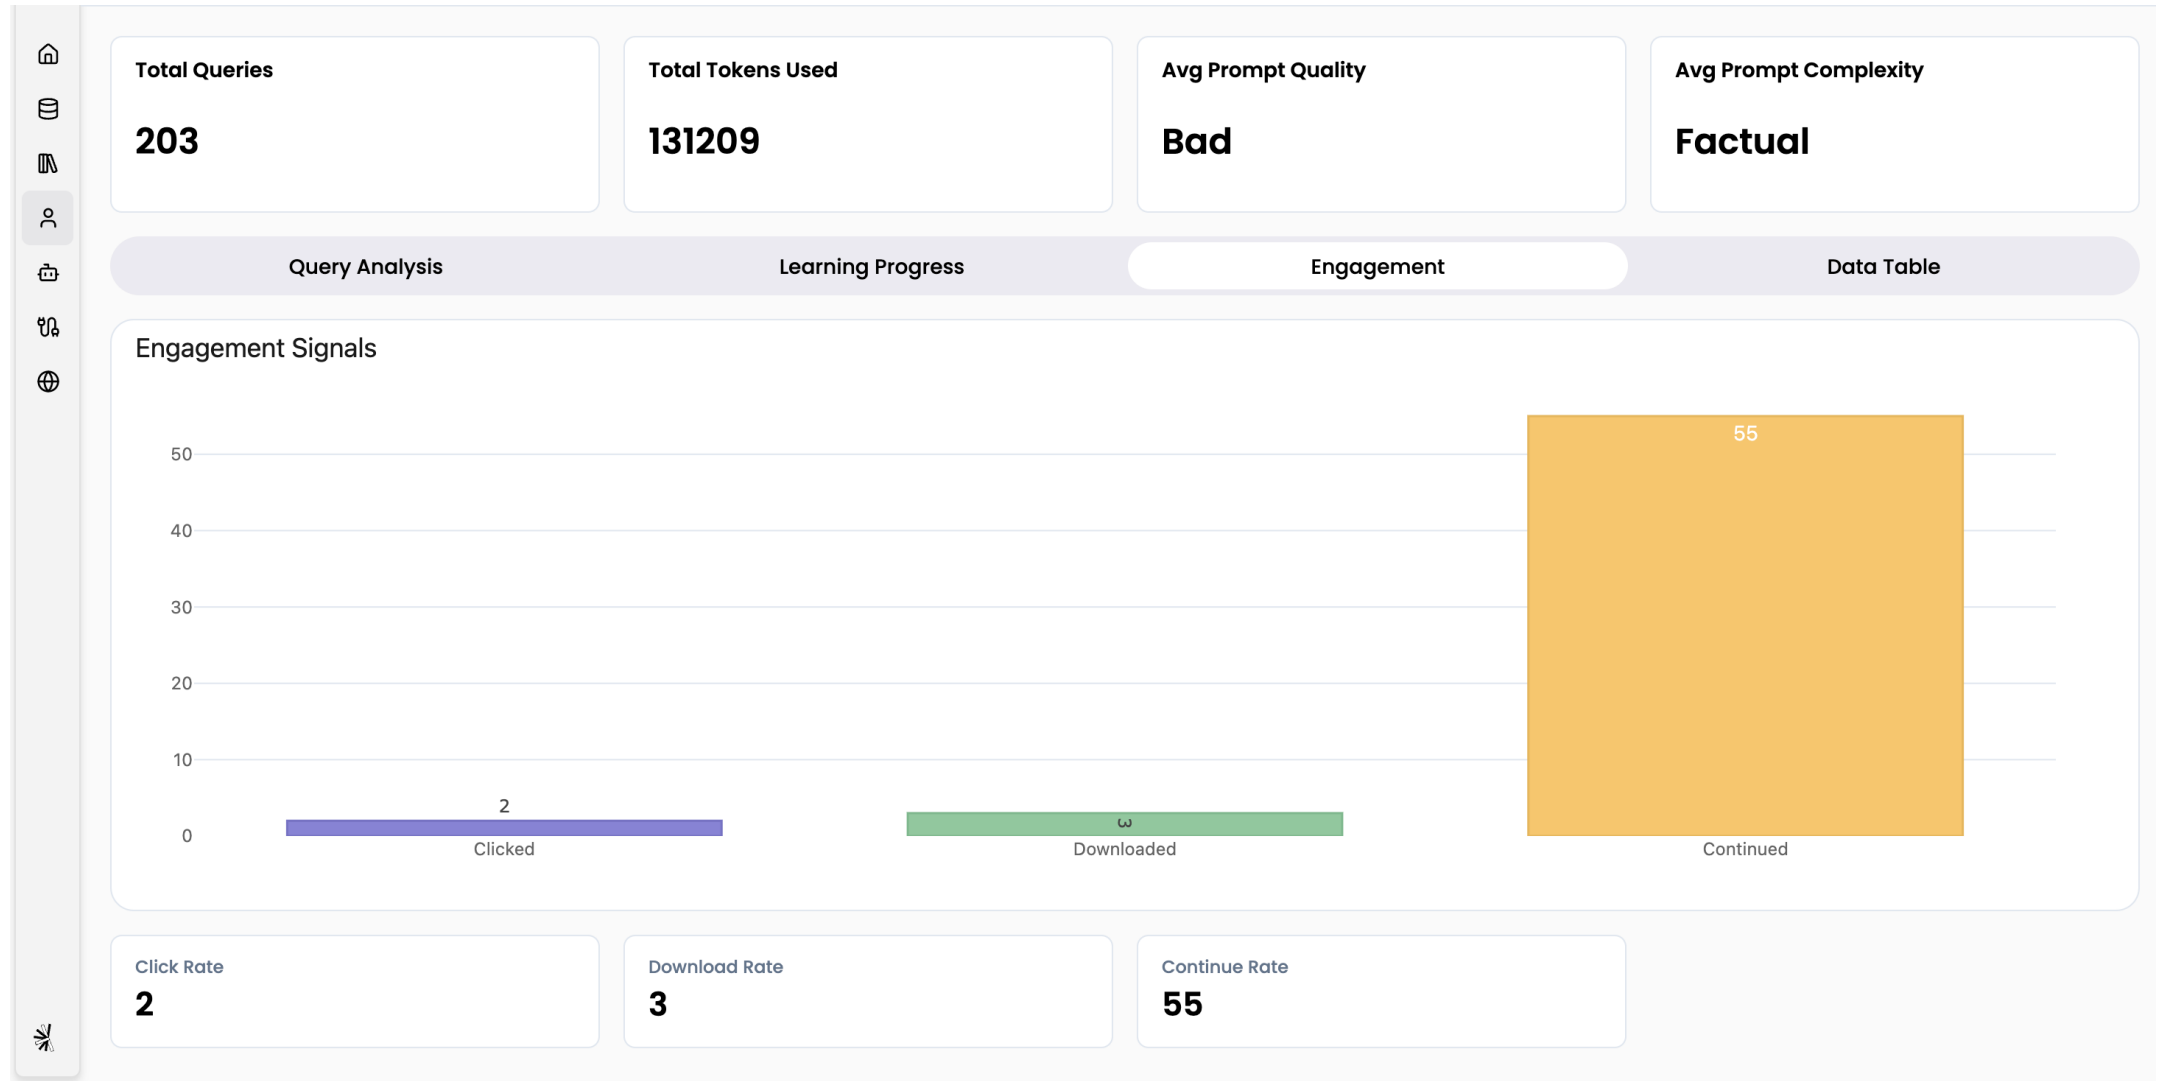 Total Queries
203
Total Tokens Used
131209
Avg Prompt Quality
Bad
Avg Prompt Complexity
Factual
Query Analysis
Learning Progress
Engagement
Data Table
Engagement Signals
50
40
30
20
10
0
2
3
55
Clicked
Downloaded
Continued
Click Rate
2
Download Rate
3
Continue Rate
55